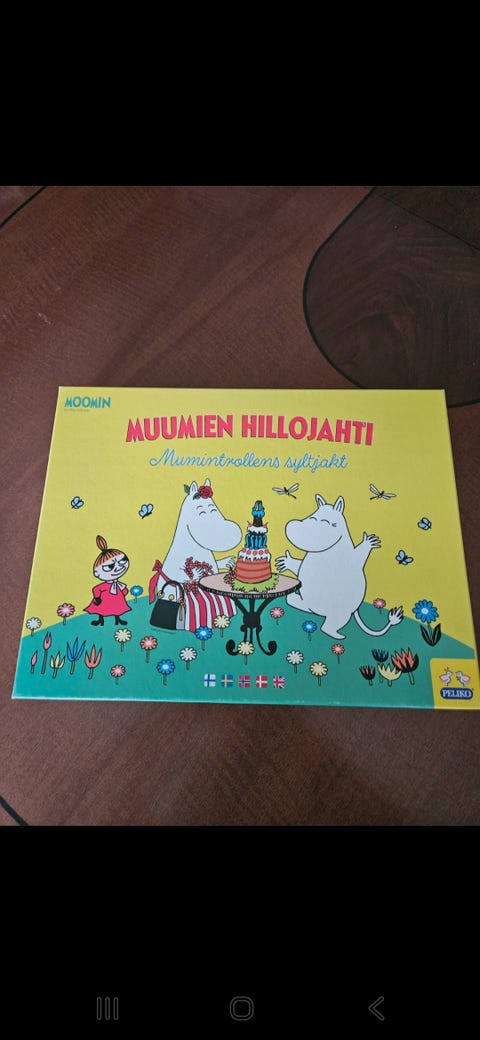 MOOMIN
MUUMIEN HILLOJAHTI
Mumintrollens syltjakt
PELIKO